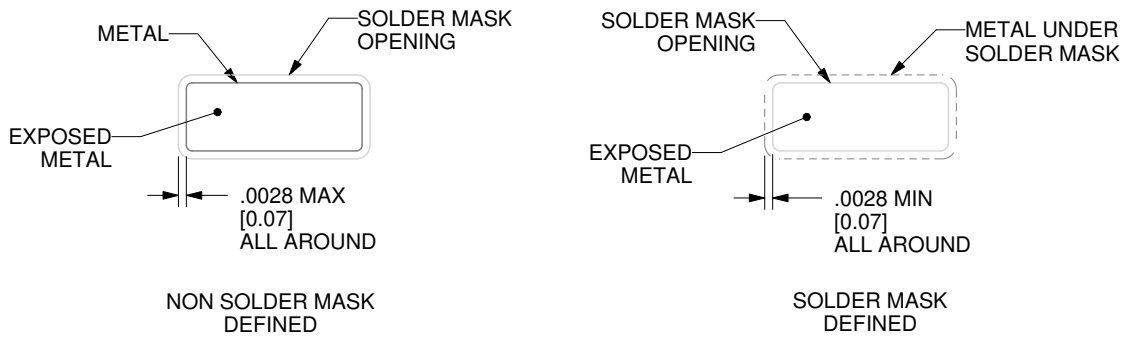 METAL
SOLDER MASK
OPENING
EXPOSED
METAL
.0028 MAX
[0.07]
ALL AROUND
NON SOLDER MASK
DEFINED
SOLDER MASK
OPENING
METAL UNDER
SOLDER MASK
EXPOSED
METAL
.0028 MIN
[0.07]
ALL AROUND
SOLDER MASK
DEFINED